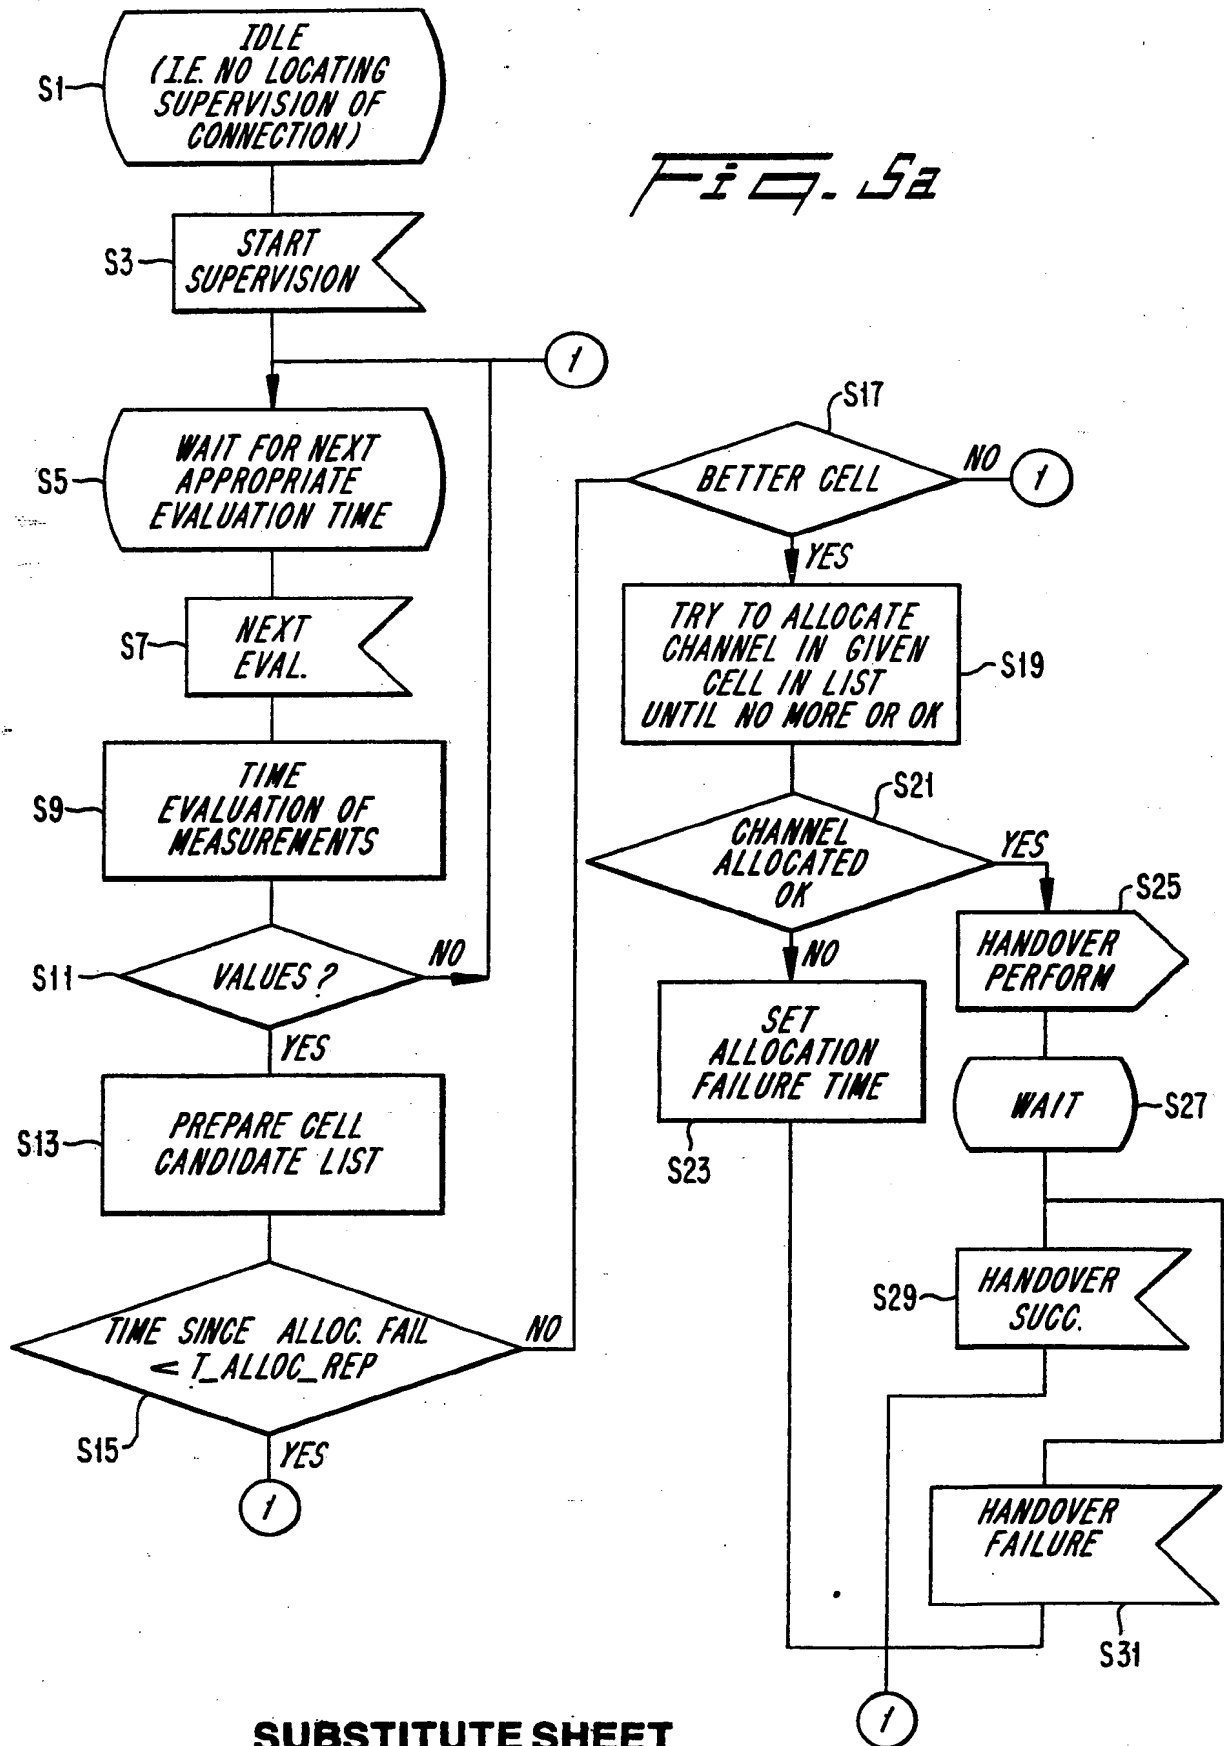 IDLE
(I.E. NO LOCATING
SUPERVISION OF
CONNECTION)
S1
Fig. 5a
START
SUPERVISION
S3
1
WAIT FOR NEXT
APPROPRIATE
EVALUATION TIME
S5
NEXT
EVAL.
S7
TIME
EVALUATION OF
MEASUREMENTS
S9
VALUES?
S11
NO
YES
PREPARE CELL
CANDIDATE LIST
S13
TIME SINCE ALLOC. FAIL
< T_ALLOC_REP
S15
NO
YES
1
S17
BETTER CELL
NO
1
YES
TRY TO ALLOCATE
CHANNEL IN GIVEN
CELL IN LIST
UNTIL NO MORE OR OK
S19
S21
CHANNEL
ALLOCATED
OK
YES
NO
SET
ALLOCATION
FAILURE TIME
S23
S25
HANDOVER
PERFORM
WAIT
S27
HANDOVER
SUCC.
S29
HANDOVER
FAILURE
S31
1
SUBSTITUTE SHEET